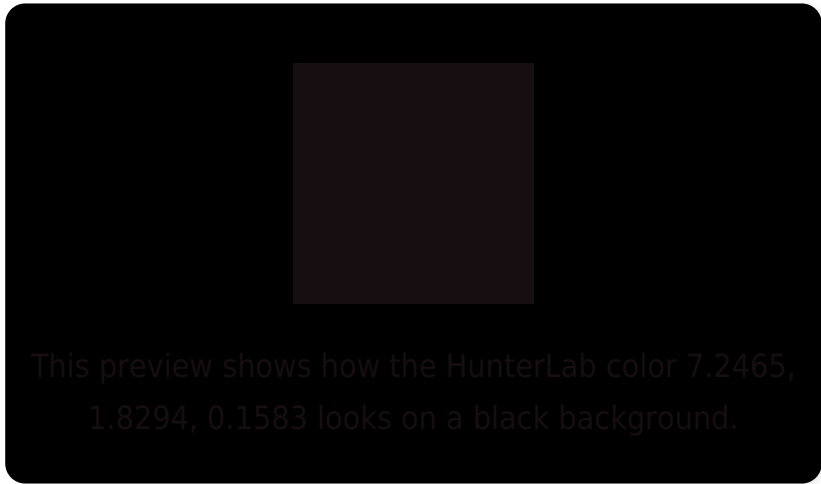 This preview shows how the HunterLab color 7.2465,
1.8294, 0.1583 looks on a black background.